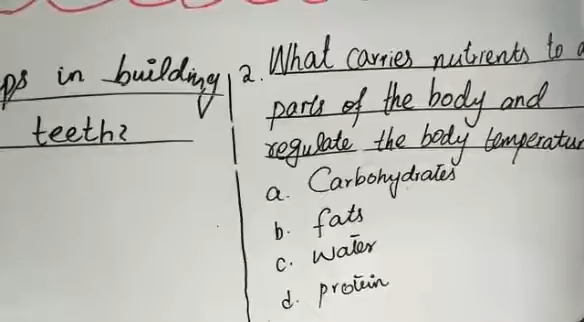 ps in building
teeth?
2. What carries nutrients to a
parts of the body and
regulate the body temperatur
a. Carbohydrates
b. fats
c. water
d. protein